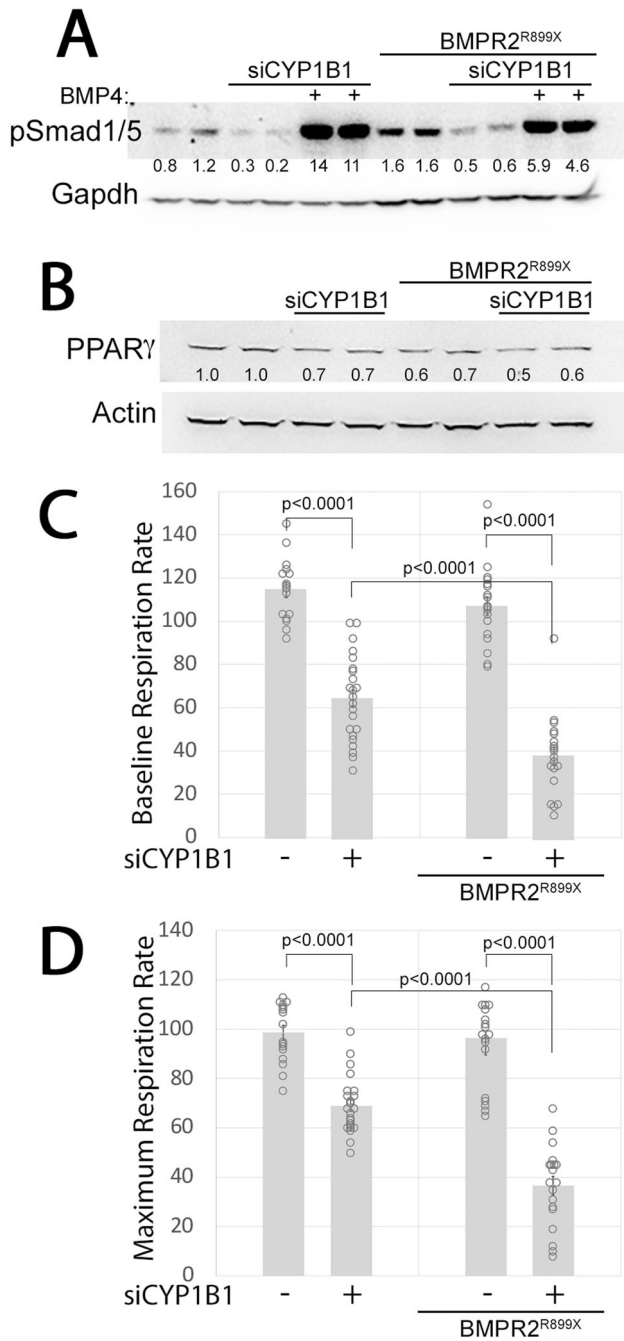 A
BMPR2R899X
siCYP1B1 siCYP1B1
BMP4: + + + +
pSmad1/5
0.8 1.2 0.3 0.2 14 11 1.6 1.6 0.5 0.6 5.9 4.6
Gapdh
B
BMPR2R899X
siCYP1B1 siCYP1B1
PPARγ
1.0 1.0 0.7 0.7 0.6 0.7 0.5 0.6
Actin
C
Baseline Respiration Rate
160
140
120
100
80
60
40
20
0
p<0.0001
p<0.0001
p<0.0001
siCYP1B1 - + - +
BMPR2R899X
D
Maximum Respiration Rate
140
120
100
80
60
40
20
0
p<0.0001
p<0.0001
p<0.0001
siCYP1B1 - + - +
BMPR2R899X